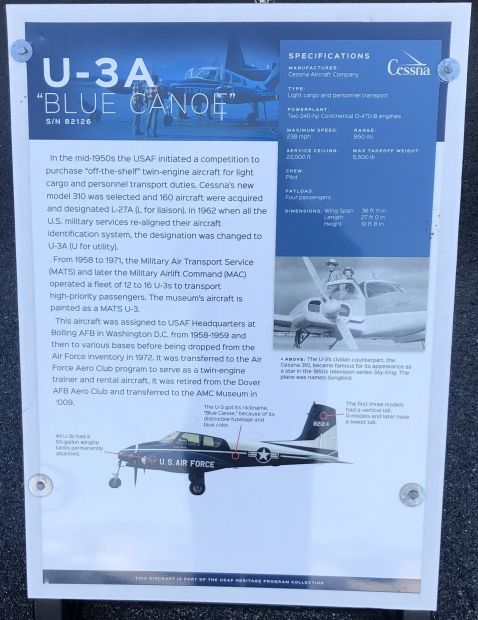 U-3A
"BLUE CANOE"
S/N 82126
In the mid-1950s the USAF initiated a competition to
purchase "off-the-shelf" twin-engine aircraft for light
cargo and personnel transport duties. Cessna's new
model 310 was selected and 160 aircraft were acquired
and designated L-27A (L for liaison). In 1962 when all the
U.S. military services re-aligned their aircraft
identification system, the designation was changed to
U-3A (U for utility).
From 1958 to 1971, the Military Air Transport Service
(MATS) and later the Military Airlift Command (MAC)
operated a fleet of 12 to 16 U-3s to transport
high-priority passengers. The museum's aircraft is
painted as a MATS U-3.
This aircraft was assigned to USAF Headquarters at
Bolling AFB in Washington D.C. from 1958-1959 and
then to various bases before being dropped from the
Air Force inventory in 1972. It was transferred to the Air
Force Aero Club program to serve as a twin-engine
trainer and rental aircraft. It was retired from the Dover
AFB Aero Club and transferred to the AMC Museum in
009.
SPECIFICATIONS
Cessna
MANUFACTURER:
Cessna Aircraft Company
TYPE:
Light cargo and personnel transport
POWERPLANT:
Two 240-hp Continental O-470-B engines
MAXIMUM SPEED: RANGE:
238 mph 850 mi.
SERVICE CEILING: MAX TAKEOFF WEIGHT:
22,000 ft 5,500 lb
CREW
Pilot
PAYLOAD:
Four passengers
DIMENSIONS: Wing Span 36 ft 11 in
Length 27 ft 0 in
Height 10 ft 8 in
ABOVE: The U-3's civilian counterpart, the
Cessna 310, became famous for its appearance as
a star in the 1950s television series Sky King. The
plane was named Songbird.
The U-3 got its nickname,
"Blue Canoe," because of its
distinctive fuselage and
blue color.
The first three models
had a vertical tail.
D-models and later have
a swept tail.
All U-3s had a
50-gallon wingtip
tanks permanently
attached.
U.S. AIR FORCE
THIS AIRCRAFT IS PART OF THE USAF HERITAGE PROGRAM COLLECTION